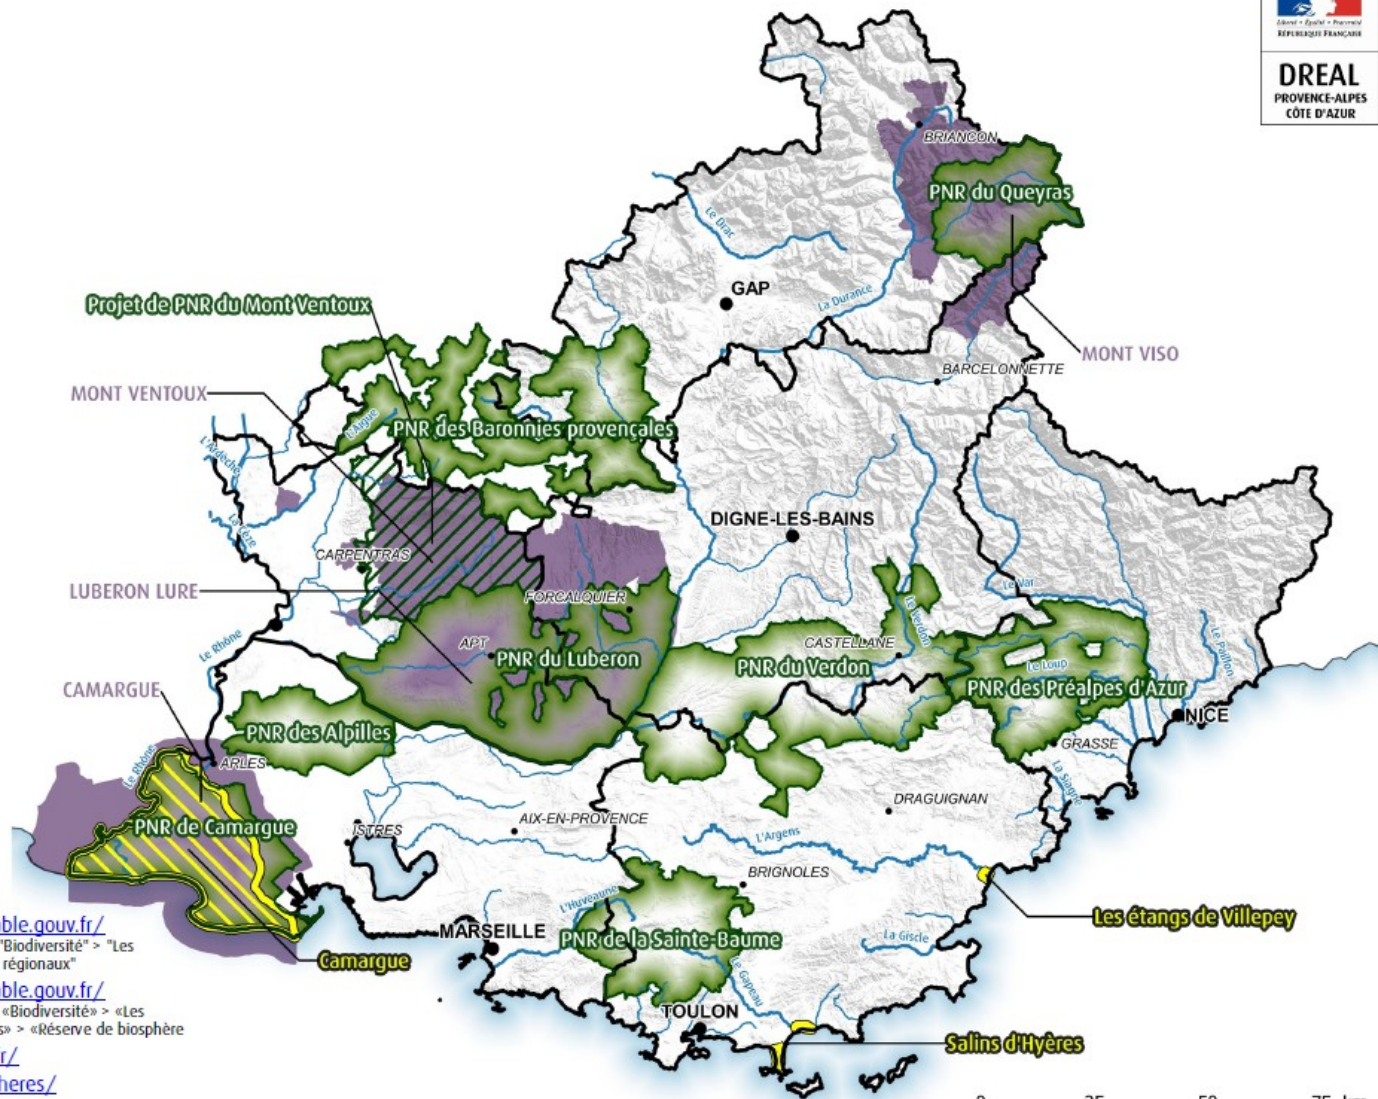 Liberté • Égalité • Fraternité
RÉPUBLIQUE FRANÇAISE
DREAL
PROVENCE-ALPES
CÔTE D'AZUR
BRIANCON
PNR du Queyras
Le Drac
GAP
La Durance
Projet de PNR du Mont Ventoux
MONT VISO
BARCELONNETTE
MONT VENTOUX
L'Aigue
PNR des Baronnies provençales
L'Ardèche
La Cèze
DIGNE-LES-BAINS
CARPENTRAS
LUBERON LURE
FORCALQUIER
Le Var
Le Verdon
Le Rhône
APT
PNR du Luberon
CASTELLANE
PNR du Verdon
Le Loup
Le Paillon
PNR des Préalpes d'Azur
CAMARGUE
NICE
PNR des Alpilles
GRASSE
Le Rhône
ARLES
La Siagne
DRAGUIGNAN
PNR de Camargue
ISTRES
AIX-EN-PROVENCE
L'Argens
BRIGNOLES
L'Huveaune
Les étangs de Villepey
ble.gouv.fr/
"Biodiversité" > "Les
régionaux"
MARSEILLE
PNR de la Sainte-Baume
La Giscle
Camargue
Le Gapeau
ble.gouv.fr/
«Biodiversité» > «Les
s» > «Réserve de biosphère
TOULON
Salins d'Hyères
r/
heres/